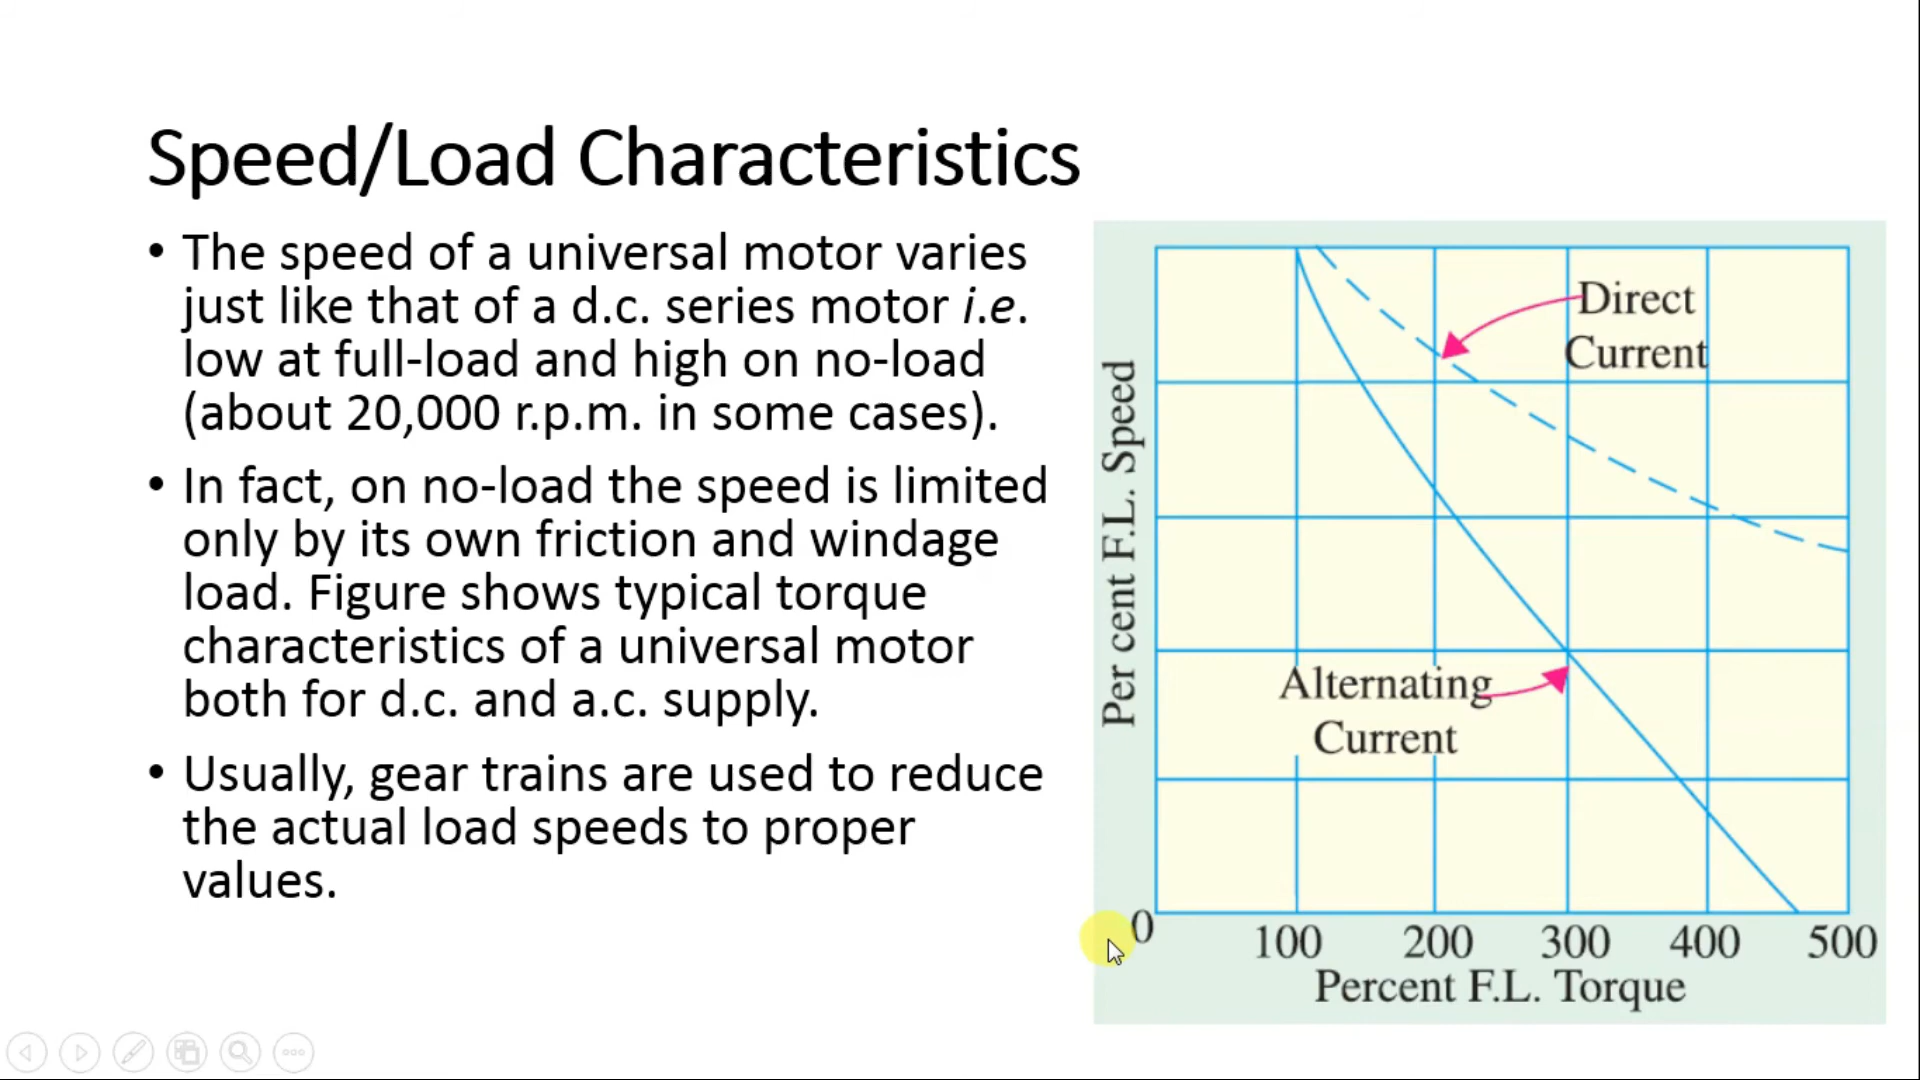 Speed/Load Characteristics
• The speed of a universal motor varies
just like that of a d.c. series motor i.e.
low at full-load and high on no-load
(about 20,000 r.p.m. in some cases).
• In fact, on no-load the speed is limited
only by its own friction and windage
load. Figure shows typical torque
characteristics of a universal motor
both for d.c. and a.c. supply.
• Usually, gear trains are used to reduce
the actual load speeds to proper
values.
Per cent F.L. Speed
Direct
Current
Alternating
Current
0
100 200 300 400 500
Percent F.L. Torque